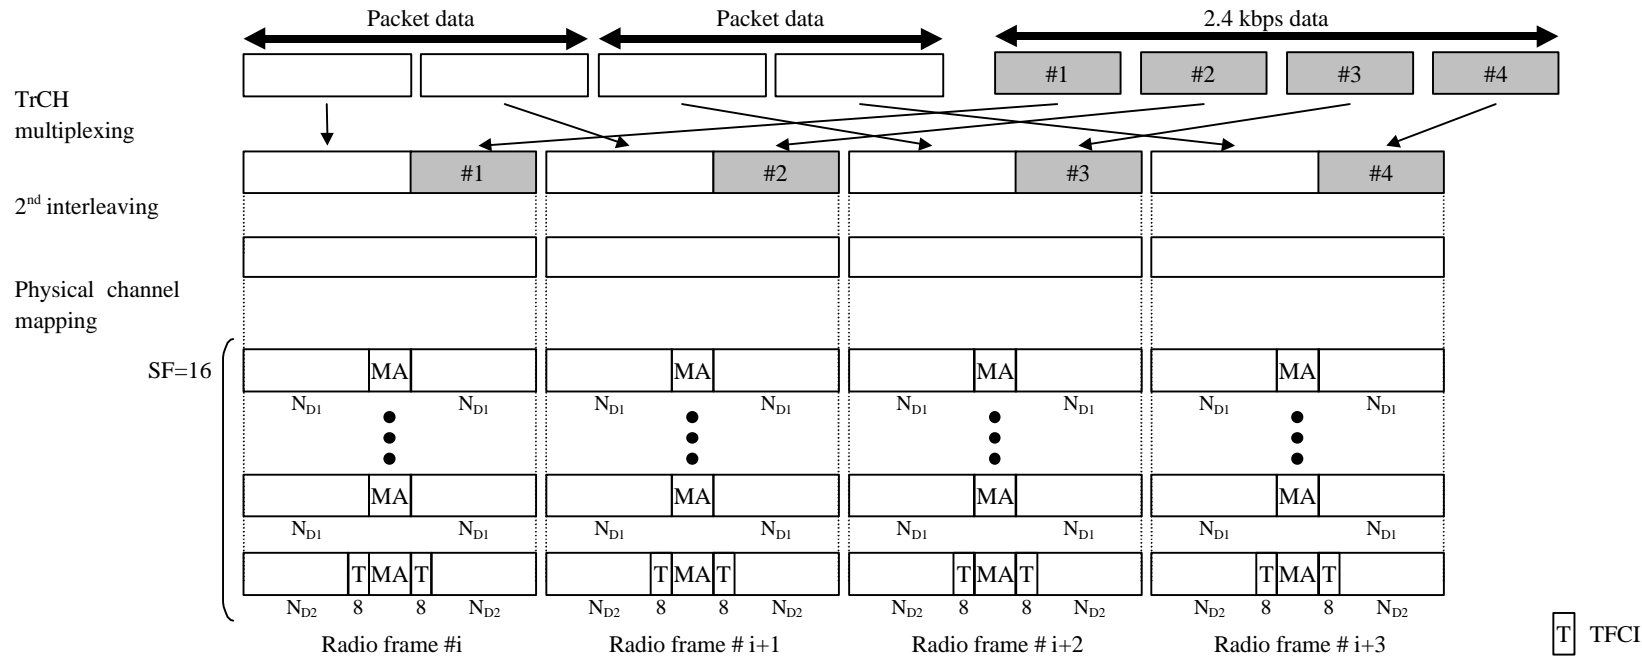 Packet data Packet data 2.4 kbps data
#1 #2 #3 #4
TrCH
multiplexing
#1 #2 #3 #4
2nd interleaving
Physical channel
mapping
SF=16
MA MA MA MA
ND1 ND1 ND1 ND1 ND1 ND1 ND1 ND1
MA MA MA MA
ND1 ND1 ND1 ND1 ND1 ND1 ND1 ND1
T MA T T MA T T MA T T MA T
ND2 8 8 ND2 ND2 8 8 ND2 ND2 8 8 ND2 ND2 8 8 ND2
Radio frame #i Radio frame # i+1 Radio frame # i+2 Radio frame # i+3
T TFCI